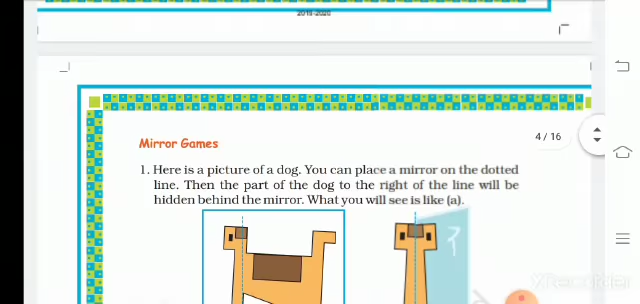 2019-2020
4 / 16
Mirror Games
1. Here is a picture of a dog. You can place a mirror on the dotted
line. Then the part of the dog to the right of the line will be
hidden behind the mirror. What you will see is like (a).
XRecorder